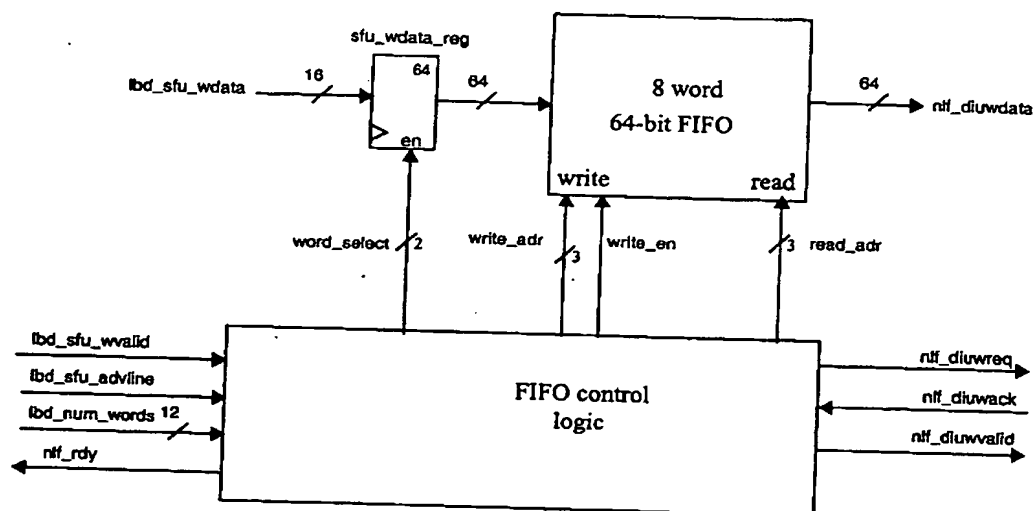 sfu_wdata_reg
lbd_sfu_wdata
16
64
en
64
8 word
64-bit FIFO
write
read
64
nlf_diuwdata
word_select
2
write_adr
3
write_en
3
read_adr
lbd_sfu_wvalid
lbd_sfu_advline
lbd_num_words
12
nlf_rdy
FIFO control
logic
nlf_diuwreq
nlf_diuwack
nlf_diuwvalid